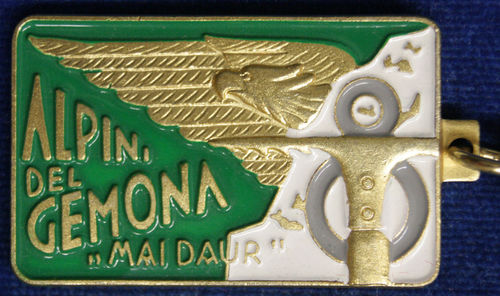 ALPINI
DEL
GEMONA
„MAI DAUR"